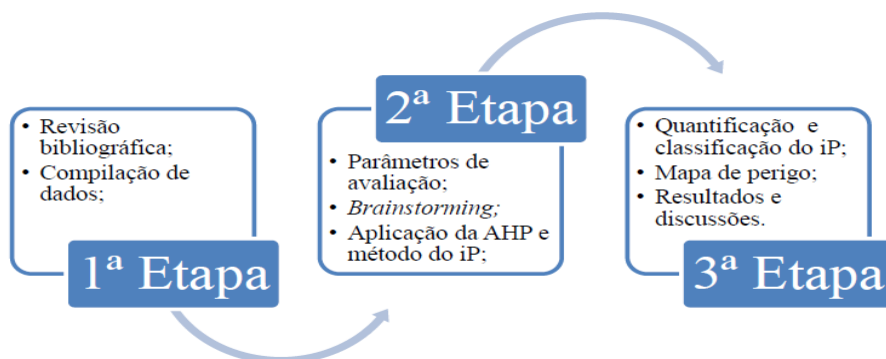 • Revisão
bibliográfica;
• Compilação de
dados;
1ª Etapa
2ª Etapa
• Parâmetros de
avaliação;
• Brainstorming;
• Aplicação da AHP e
método do iP;
• Quantificação e
classificação do iP;
• Mapa de perigo;
• Resultados e
discussões.
3ª Etapa